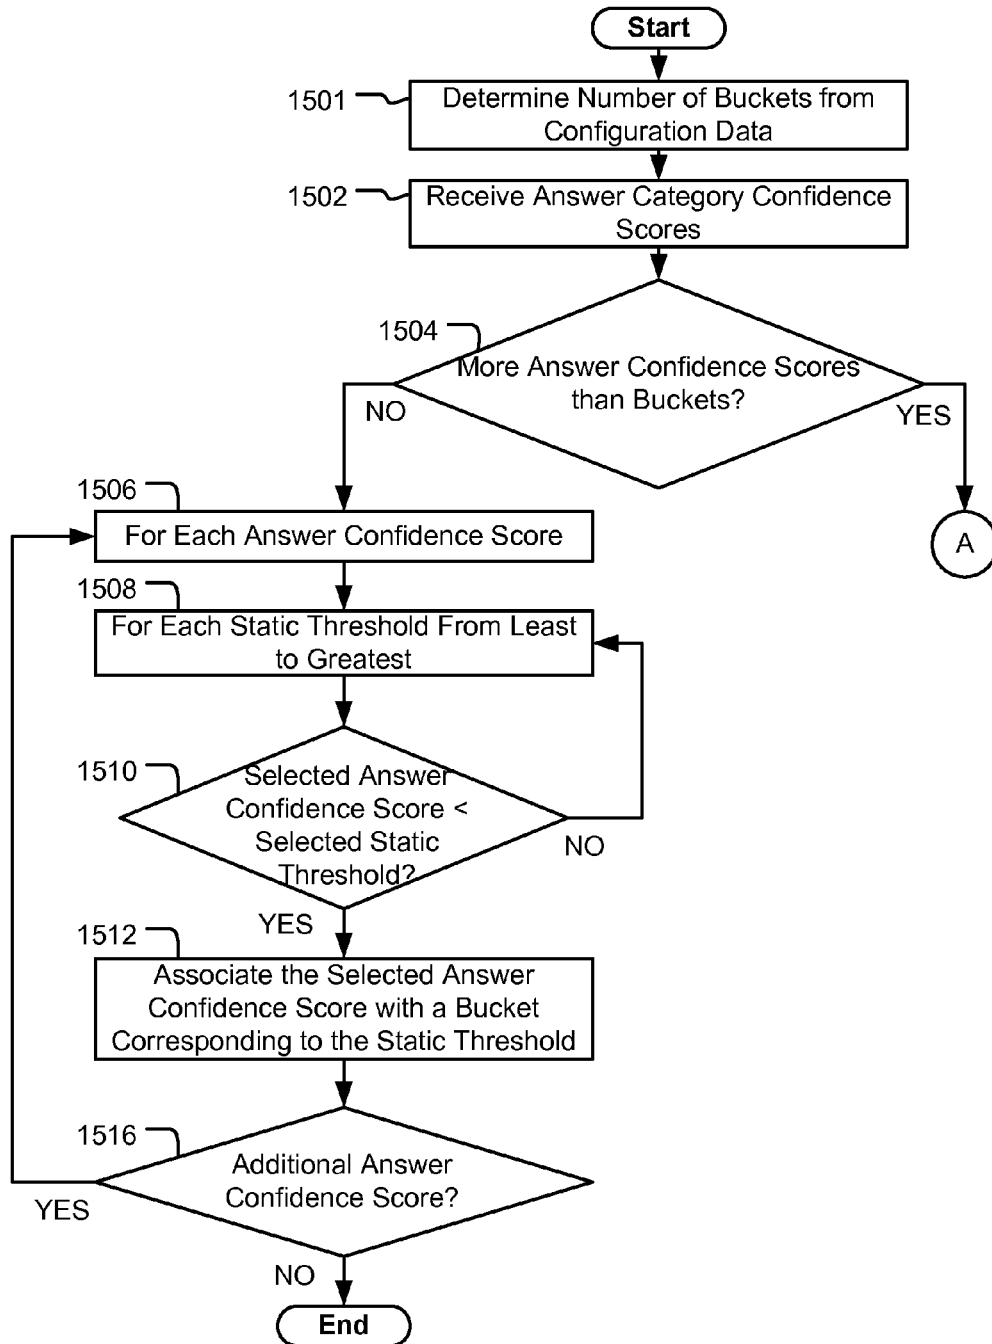 Start
1501
Determine Number of Buckets from
Configuration Data
1502
Receive Answer Category Confidence
Scores
1504
More Answer Confidence Scores
than Buckets?
NO
YES
A
1506
For Each Answer Confidence Score
1508
For Each Static Threshold From Least
to Greatest
1510
Selected Answer
Confidence Score <
Selected Static
Threshold?
NO
YES
1512
Associate the Selected Answer
Confidence Score with a Bucket
Corresponding to the Static Threshold
1516
Additional Answer
Confidence Score?
YES
NO
End